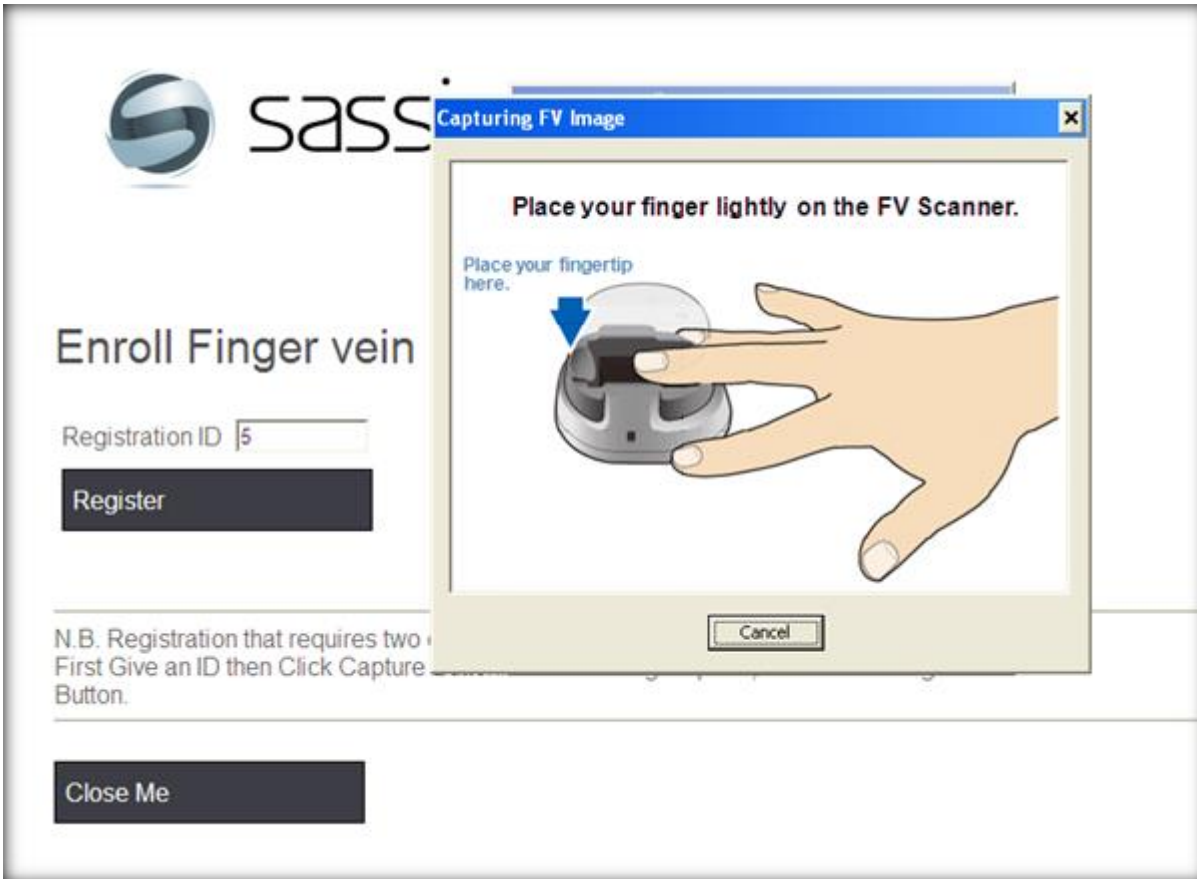 sassi
Capturing FV Image
Place your finger lightly on the FV Scanner.
Place your fingertip
here.
Enroll Finger vein
Registration ID 5
Register
Cancel
N.B. Registration that requires two
First Give an ID then Click Capture
Button.
Close Me